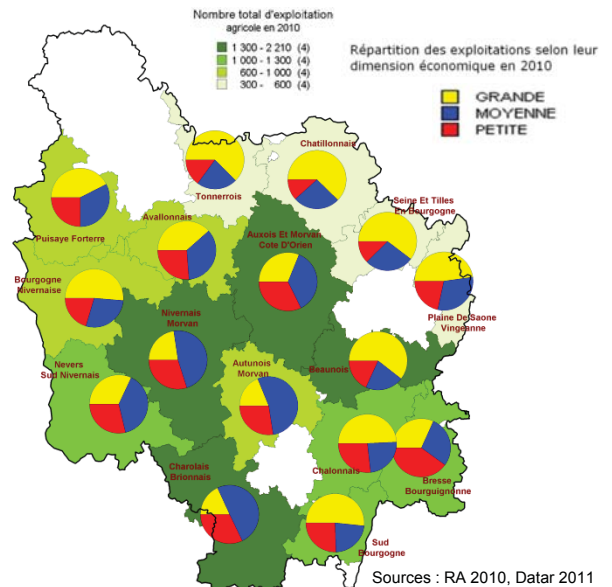 Nombre total d'exploitation
agricole en 2010
1 300 - 2 210 (4)
1 000 - 1 300 (4)
600 - 1 000 (4)
300 - 600 (4)
Répartition des exploitations selon leur
dimension économique en 2010
GRANDE
MOYENNE
PETITE
Chatillonnais
Tonnerrois
Seine Et Tilles
En Bourgogne
Puisaye Forterre
Avallonnais
Auxois Et Morvan
Cote D'Orien
Bourgogne
Nivernaise
Plaine De Saone
Vingeanne
Nivernais
Morvan
Nevers
Sud Nivernais
Autunois
Morvan
Beaunois
Charolais
Brionnais
Chalonnais
Bresse
Bourguignonne
Sud
Bourgogne
Sources : RA 2010, Datar 2011